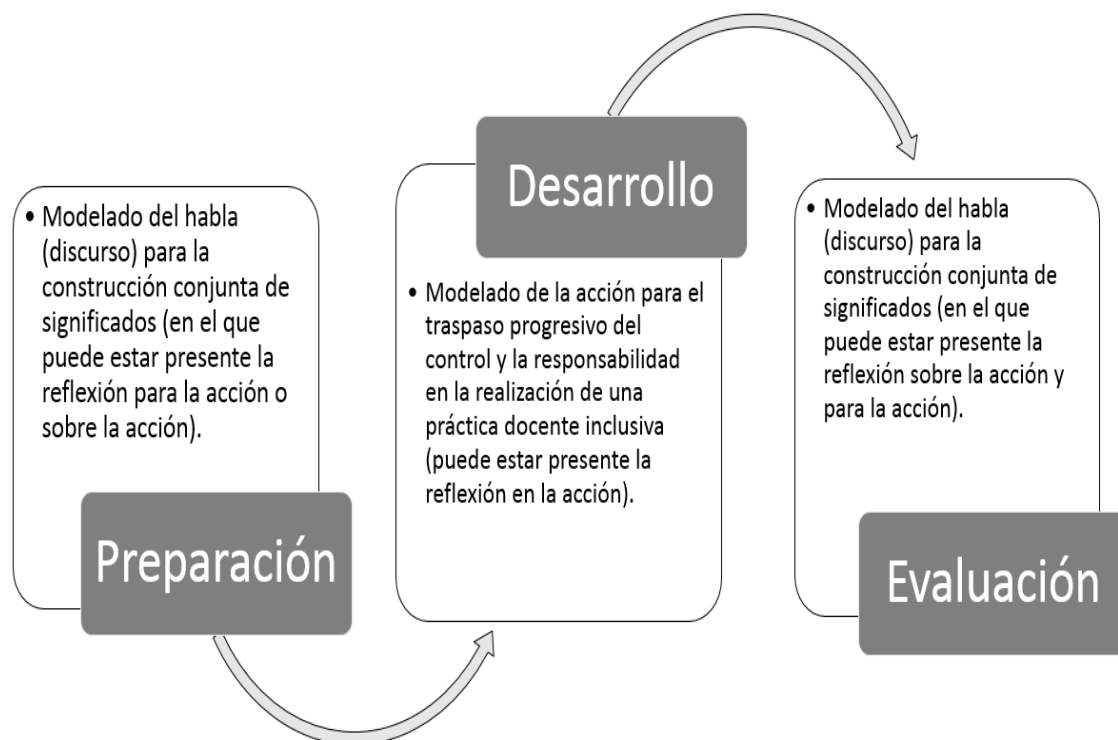 • Modelado del habla
(discurso) para la
construcción conjunta de
significados (en el que
puede estar presente la
reflexión para la acción o
sobre la acción).
Preparación
Desarrollo
• Modelado de la acción para el
traspaso progresivo del
control y la responsabilidad
en la realización de una
práctica docente inclusiva
(puede estar presente la
reflexión en la acción).
• Modelado del habla
(discurso) para la
construcción conjunta de
significados (en el que
puede estar presente la
reflexión sobre la acción y
para la acción).
Evaluación